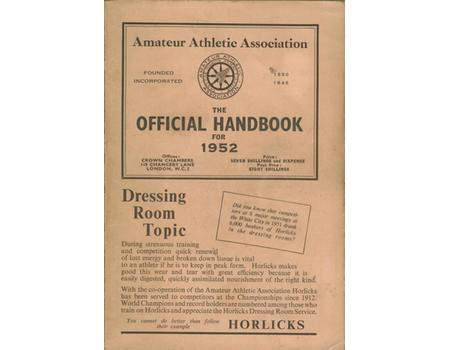 Amateur Athletic Association
FOUNDED 1880
INCORPORATED 1948
AMATEUR ATHLETIC ASSOCIATION
THE
OFFICIAL HANDBOOK
FOR
1952
Offices:
CROWN CHAMBERS
118 CHANCERY LANE
LONDON, W.C.2
Price:
SEVEN SHILLINGS and SIXPENCE
Post Free:
EIGHT SHILLINGS
Dressing
Room
Topic
Did you know that competi-
tors at 8 major meetings at
the White City in 1951 drank
6,000 beakers of Horlicks
in the dressing rooms?
During strenuous training
and competition quick renewal
of lost energy and broken down tissue is vital
to an athlete if he is to keep in peak form. Horlicks makes
good this wear and tear with great efficiency because it is
easily digested, quickly assimilated nourishment of the right kind.
With the co-operation of the Amateur Athletic Association Horlicks
has been served to competitors at the Championships since 1912.
World Champions and record holders are numbered among those who
train on Horlicks and appreciate the Horlicks Dressing Room Service.
You cannot do better than follow
their example
HORLICKS